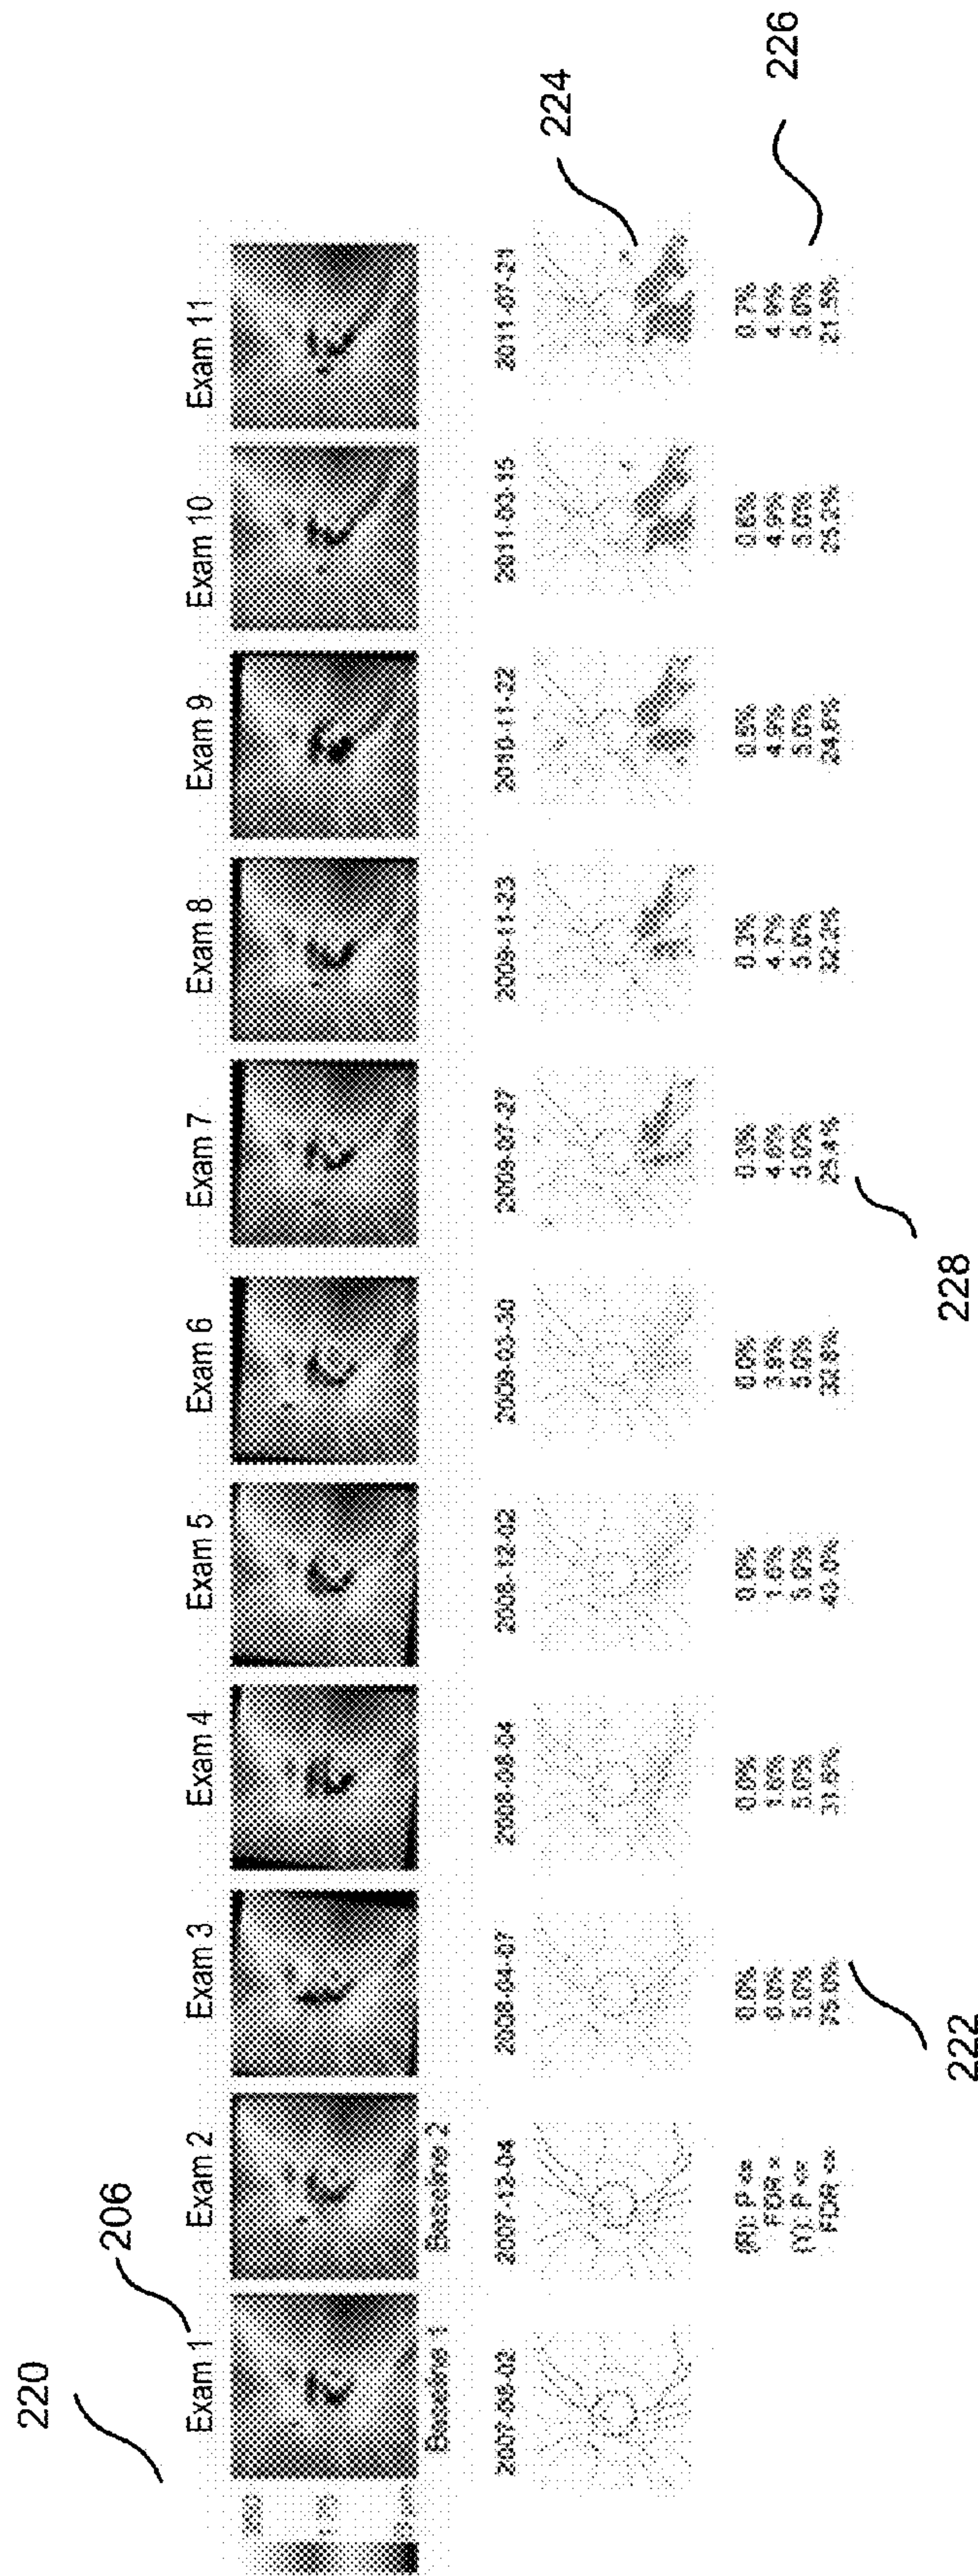 220
206
Exam 1 Exam 2 Exam 3 Exam 4 Exam 5 Exam 6 Exam 7 Exam 8 Exam 9 Exam 10 Exam 11
Baseline 1 Baseline 2
2007-12-04 2008-04-07 2008-08-04 2008-12-02 2009-03-30 2009-07-27 2009-11-23 2010-11-22 2011-03-15 2011-07-21
224
(R): P <= 0.0% 0.0% 0.0% 0.0% 0.3% 0.3% 0.5% 0.6% 0.7%
FDR = 0.0% 1.6% 1.6% 3.9% 4.6% 4.7% 4.9% 4.9% 4.9%
(Y): P <= 5.0% 5.0% 5.0% 5.0% 5.0% 5.0% 5.0% 5.0% 5.0%
FDR <= 75.0% 31.6% 40.0% 25.4% 32.2% 24.6% 25.2% 21.5%
226
222
228